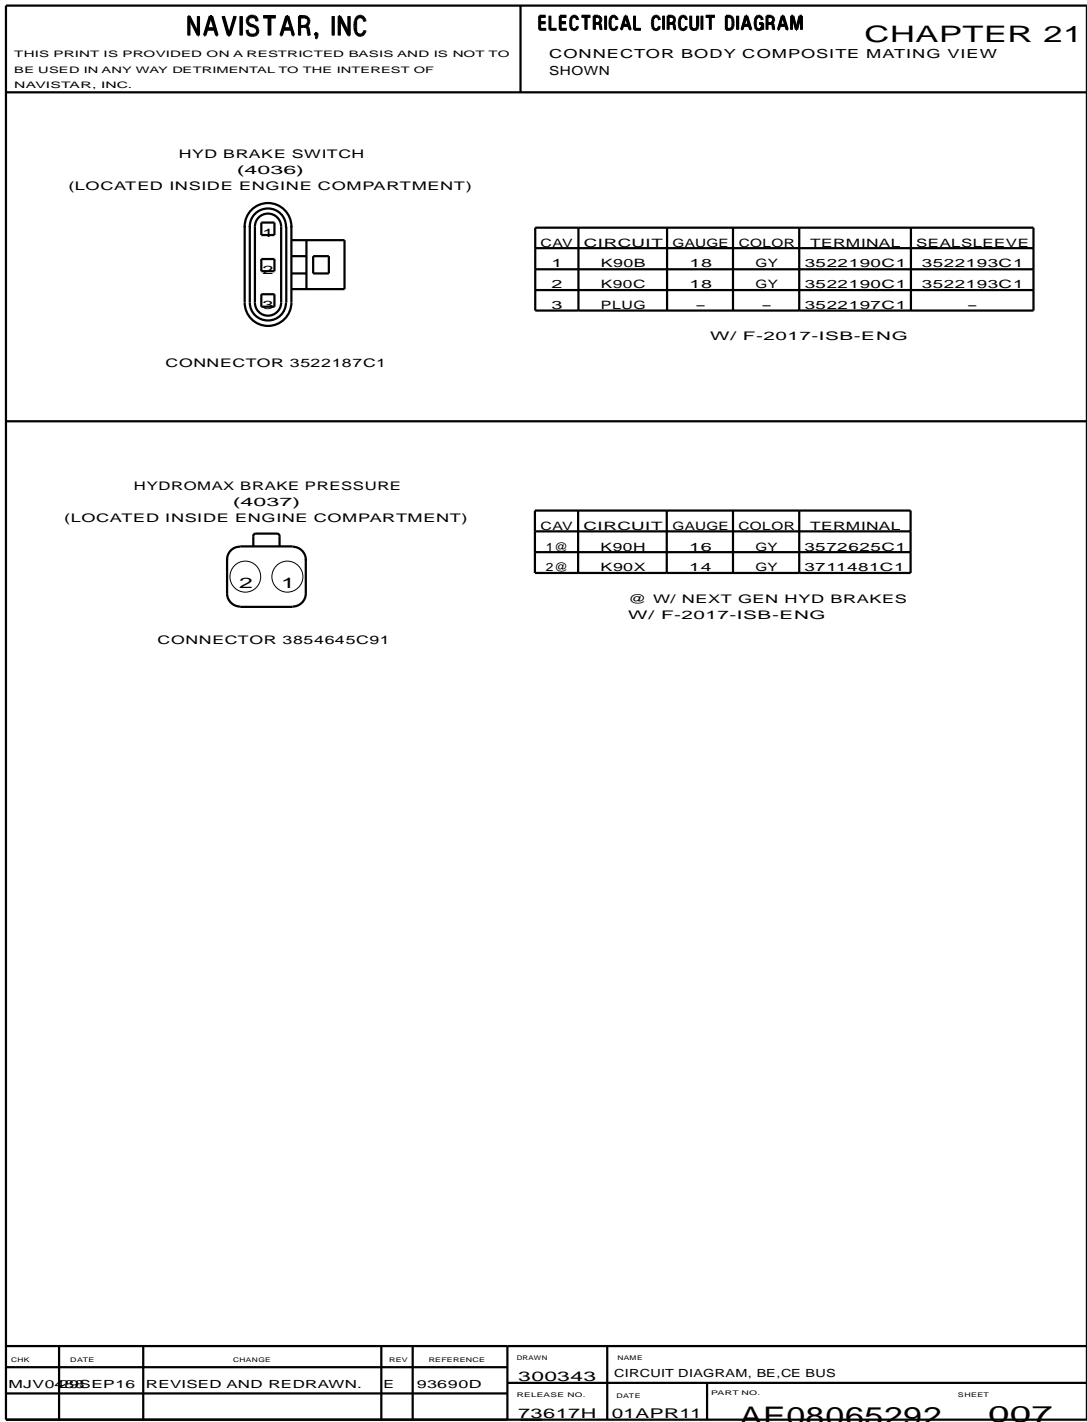 NAVISTAR, INC
THIS PRINT IS PROVIDED ON A RESTRICTED BASIS AND IS NOT TO
BE USED IN ANY WAY DETRIMENTAL TO THE INTEREST OF
NAVISTAR, INC.
ELECTRICAL CIRCUIT DIAGRAM
CHAPTER 21
CONNECTOR BODY COMPOSITE MATING VIEW
SHOWN
HYD BRAKE SWITCH
(4036)
(LOCATED INSIDE ENGINE COMPARTMENT)
1
2
3
CONNECTOR 3522187C1
CAV CIRCUIT GAUGE COLOR TERMINAL SEALSLEEVE
1 K90B 18 GY 3522190C1 3522193C1
2 K90C 18 GY 3522190C1 3522193C1
3 PLUG – – 3522197C1 –
W/ F-2017-ISB-ENG
HYDROMAX BRAKE PRESSURE
(4037)
(LOCATED INSIDE ENGINE COMPARTMENT)
2 1
CONNECTOR 3854645C91
CAV CIRCUIT GAUGE COLOR TERMINAL
1@ K90H 16 GY 3572625C1
2@ K90X 14 GY 3711481C1
@ W/ NEXT GEN HYD BRAKES
W/ F-2017-ISB-ENG
CHK DATE CHANGE REV REFERENCE
SEP16 REVISED AND REDRAWN. E 93690D
DRAWN
300343
NAME
CIRCUIT DIAGRAM, BE,CE BUS
RELEASE NO.
73617H
DATE
01APR11
PART NO.
AE08065292
SHEET
007